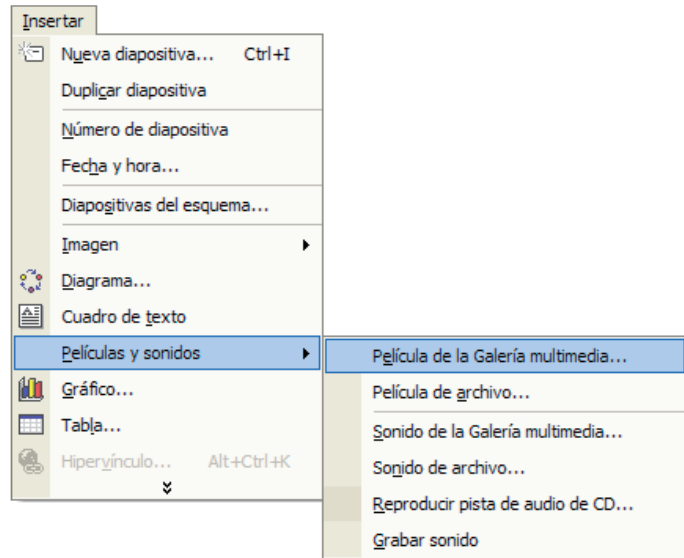 Insertar
Nueva diapositiva... Ctrl+I
Duplicar diapositiva
Número de diapositiva
Fecha y hora...
Diapositivas del esquema...
Imagen
Diagrama...
Cuadro de texto
Películas y sonidos
Gráfico...
Tabla...
Hipervínculo... Alt+Ctrl+K
Película de la Galería multimedia...
Película de archivo...
Sonido de la Galería multimedia...
Sonido de archivo...
Reproducir pista de audio de CD...
Grabar sonido